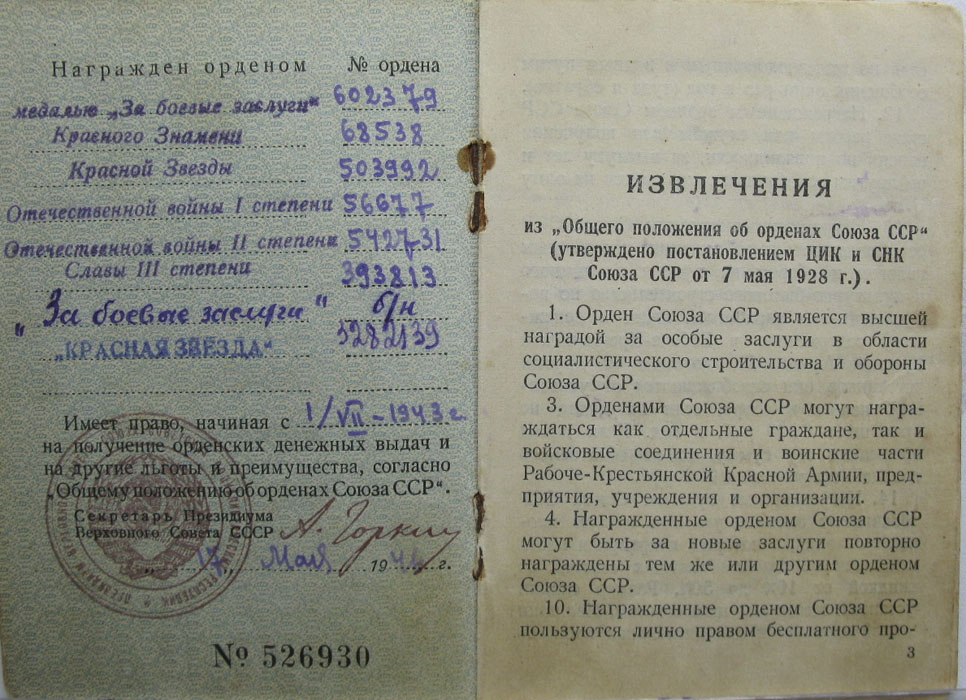 Награжден орденом № ордена
медалью „За боевые заслуги“ 602379
Красного Знамени 68538
Красной Звезды 503992
Отечественной войны I степени 56677
Отечественной войны II степени 542731
Славы III степени 393813
„За боевые заслуги" б/н
„КРАСНАЯ ЗВЕЗДА" 3282139
Имеет право, начиная с 1/VII-1943 г
на получение орденских денежных выдач и
на другие льготы и преимущества, согласно
„Общему положению об орденах Союза ССР“.
Секретарь Президиума
Верховного Совета СССР А. Горкин
„17" Мая 194 г.
№ 526930
ИЗВЛЕЧЕНИЯ
из „Общего положения об орденах Союза ССР“
(утверждено постановлением ЦИК и СНК
Союза ССР от 7 мая 1928 г.).
1. Орден Союза ССР является высшей
наградой за особые заслуги в области
социалистического строительства и обороны
Союза ССР.
3. Орденами Союза ССР могут награ-
ждаться как отдельные граждане, так и
войсковые соединения и воинские части
Рабоче-Крестьянской Красной Армии, пред-
приятия, учреждения и организации.
4. Награжденные орденом Союза ССР
могут быть за новые заслуги повторно
награждены тем же или другим орденом
Союза ССР.
10. Награжденные орденом Союза ССР
пользуются лично правом бесплатного про-
3